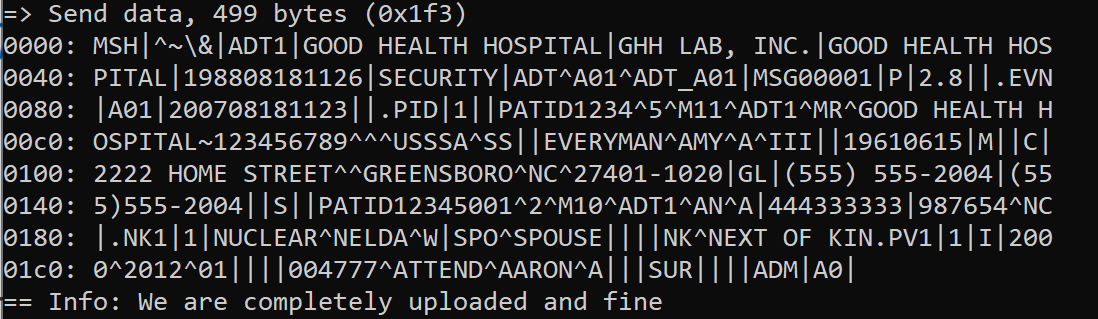 => Send data, 499 bytes (0x1f3)
0000: MSH|^~\&|ADT1|GOOD HEALTH HOSPITAL|GHH LAB, INC.|GOOD HEALTH HOS
0040: PITAL|198808181126|SECURITY|ADT^A01^ADT_A01|MSG00001|P|2.8||.EVN
0080: |A01|200708181123||.PID|1||PATID1234^5^M11^ADT1^MR^GOOD HEALTH H
00c0: OSPITAL~123456789^^^USSSA^SS||EVERYMAN^AMY^A^III||19610615|M||C|
0100: 2222 HOME STREET^^GREENSBORO^NC^27401-1020|GL|(555) 555-2004|(55
0140: 5)555-2004||S||PATID12345001^2^M10^ADT1^AN^A|444333333|987654^NC
0180: |.NK1|1|NUCLEAR^NELDA^W|SPO^SPOUSE||||NK^NEXT OF KIN.PV1|1|I|200
01c0: 0^2012^01||||004777^ATTEND^AARON^A|||SUR||||ADM|A0|
== Info: We are completely uploaded and fine